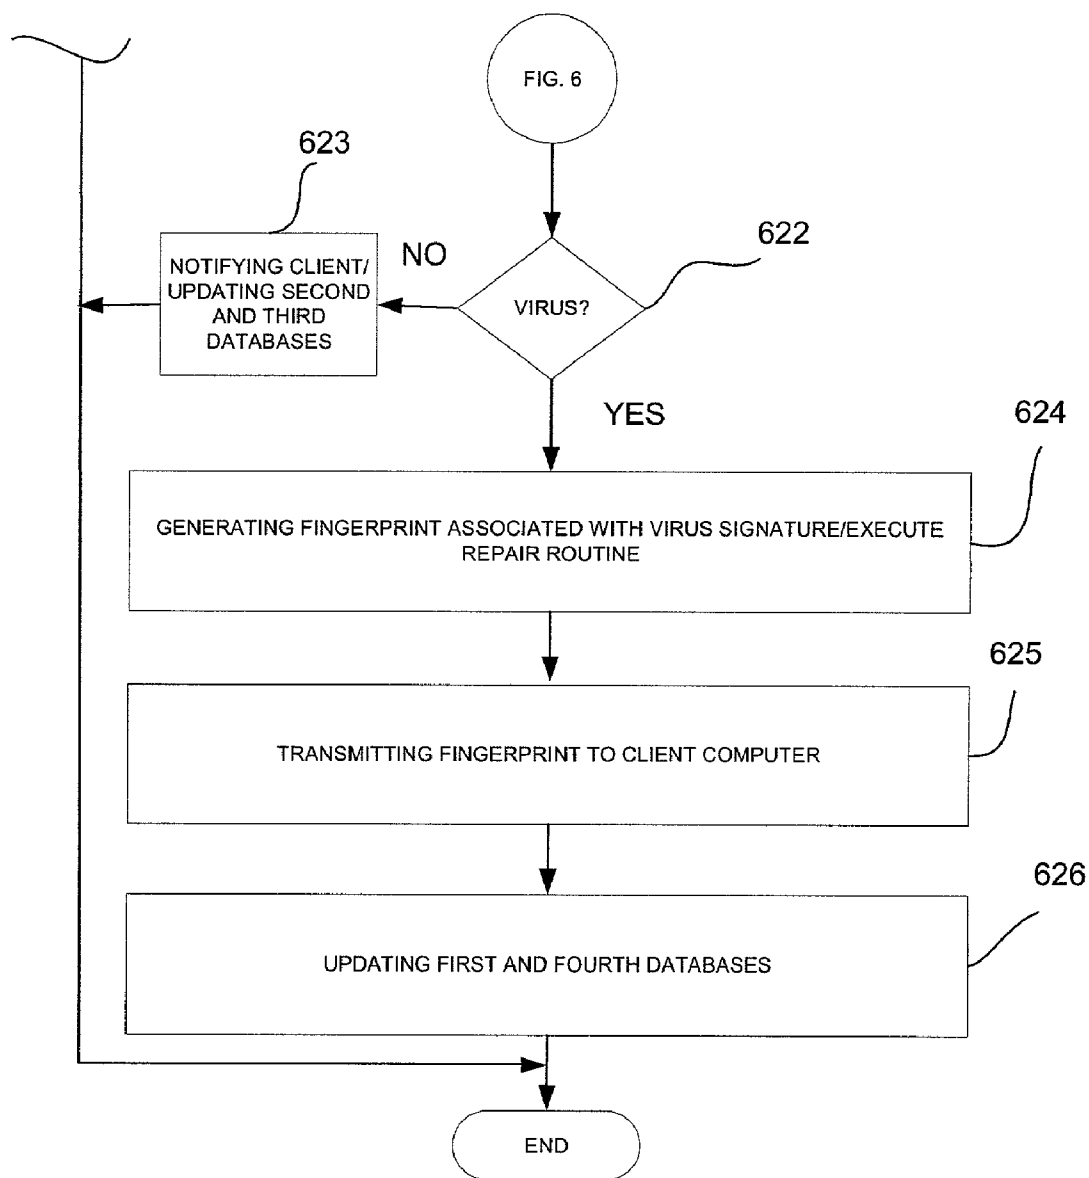 FIG. 6
623
622
NO
NOTIFYING CLIENT/
UPDATING SECOND
AND THIRD
DATABASES
VIRUS?
YES
624
GENERATING FINGERPRINT ASSOCIATED WITH VIRUS SIGNATURE/EXECUTE
REPAIR ROUTINE
625
TRANSMITTING FINGERPRINT TO CLIENT COMPUTER
626
UPDATING FIRST AND FOURTH DATABASES
END